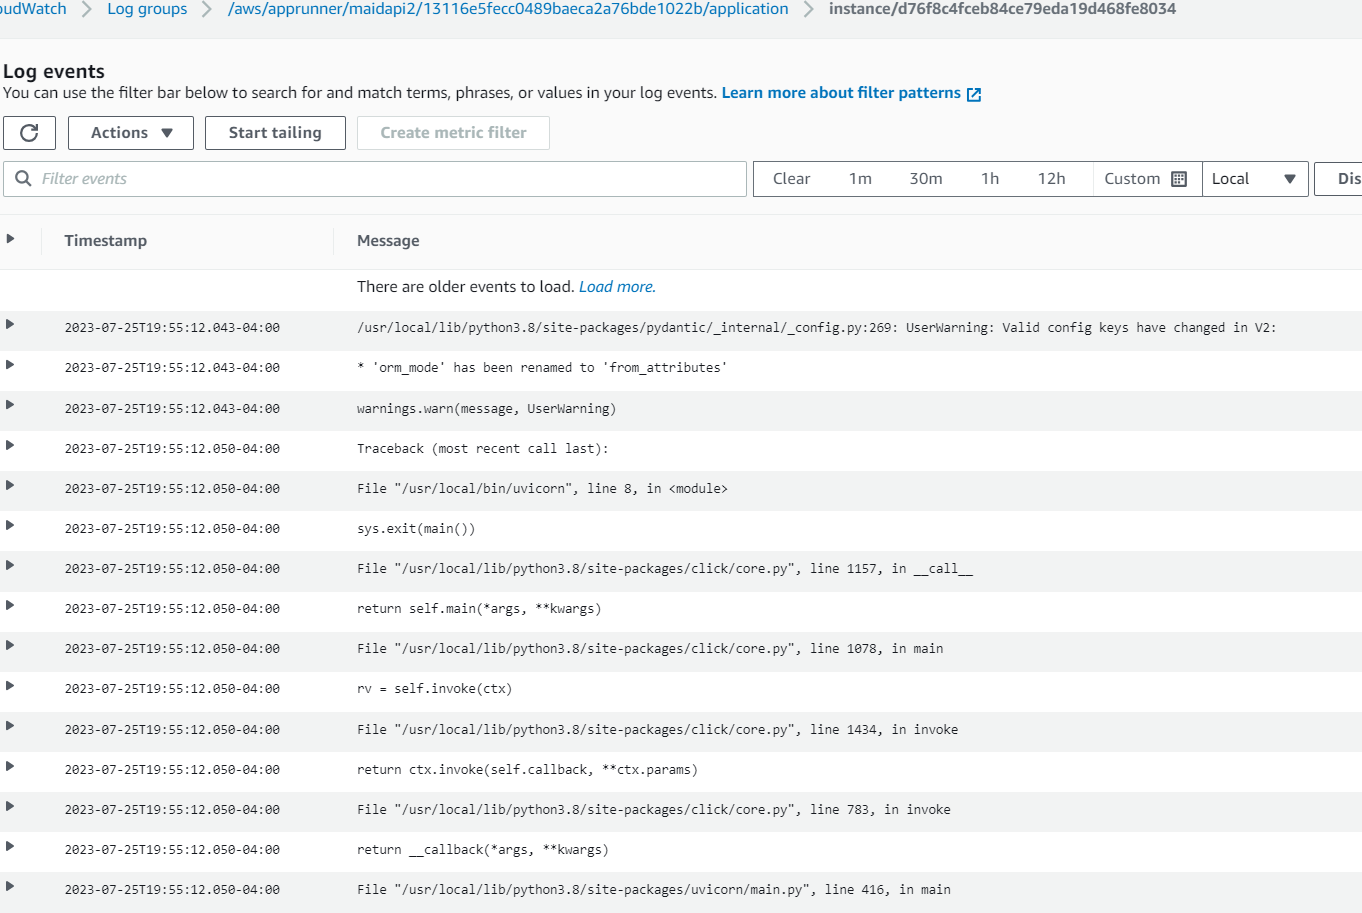 Log groups /aws/apprunner/maidapi2/13116e5fecc0489baeca2a76bde1022b/application instance/d76f8c4fceb84ce79eda19d468fe8034
Log events
You can use the filter bar below to search for and match terms, phrases, or values in your log events. Learn more about filter patterns
Actions Start tailing Create metric filter
Filter events Clear 1m 30m 1h 12h Custom Local
Timestamp Message
There are older events to load. Load more.
2023-07-25T19:55:12.043-04:00 /usr/local/lib/python3.8/site-packages/pydantic/_internal/_config.py:269: UserWarning: Valid config keys have changed in V2:
2023-07-25T19:55:12.043-04:00 * 'orm_mode' has been renamed to 'from_attributes'
2023-07-25T19:55:12.043-04:00 warnings.warn(message, UserWarning)
2023-07-25T19:55:12.050-04:00 Traceback (most recent call last):
2023-07-25T19:55:12.050-04:00 File "/usr/local/bin/uvicorn", line 8, in <module>
2023-07-25T19:55:12.050-04:00 sys.exit(main())
2023-07-25T19:55:12.050-04:00 File "/usr/local/lib/python3.8/site-packages/click/core.py", line 1157, in __call__
2023-07-25T19:55:12.050-04:00 return self.main(*args, **kwargs)
2023-07-25T19:55:12.050-04:00 File "/usr/local/lib/python3.8/site-packages/click/core.py", line 1078, in main
2023-07-25T19:55:12.050-04:00 rv = self.invoke(ctx)
2023-07-25T19:55:12.050-04:00 File "/usr/local/lib/python3.8/site-packages/click/core.py", line 1434, in invoke
2023-07-25T19:55:12.050-04:00 return ctx.invoke(self.callback, **ctx.params)
2023-07-25T19:55:12.050-04:00 File "/usr/local/lib/python3.8/site-packages/click/core.py", line 783, in invoke
2023-07-25T19:55:12.050-04:00 return __callback(*args, **kwargs)
2023-07-25T19:55:12.050-04:00 File "/usr/local/lib/python3.8/site-packages/uvicorn/main.py", line 416, in main